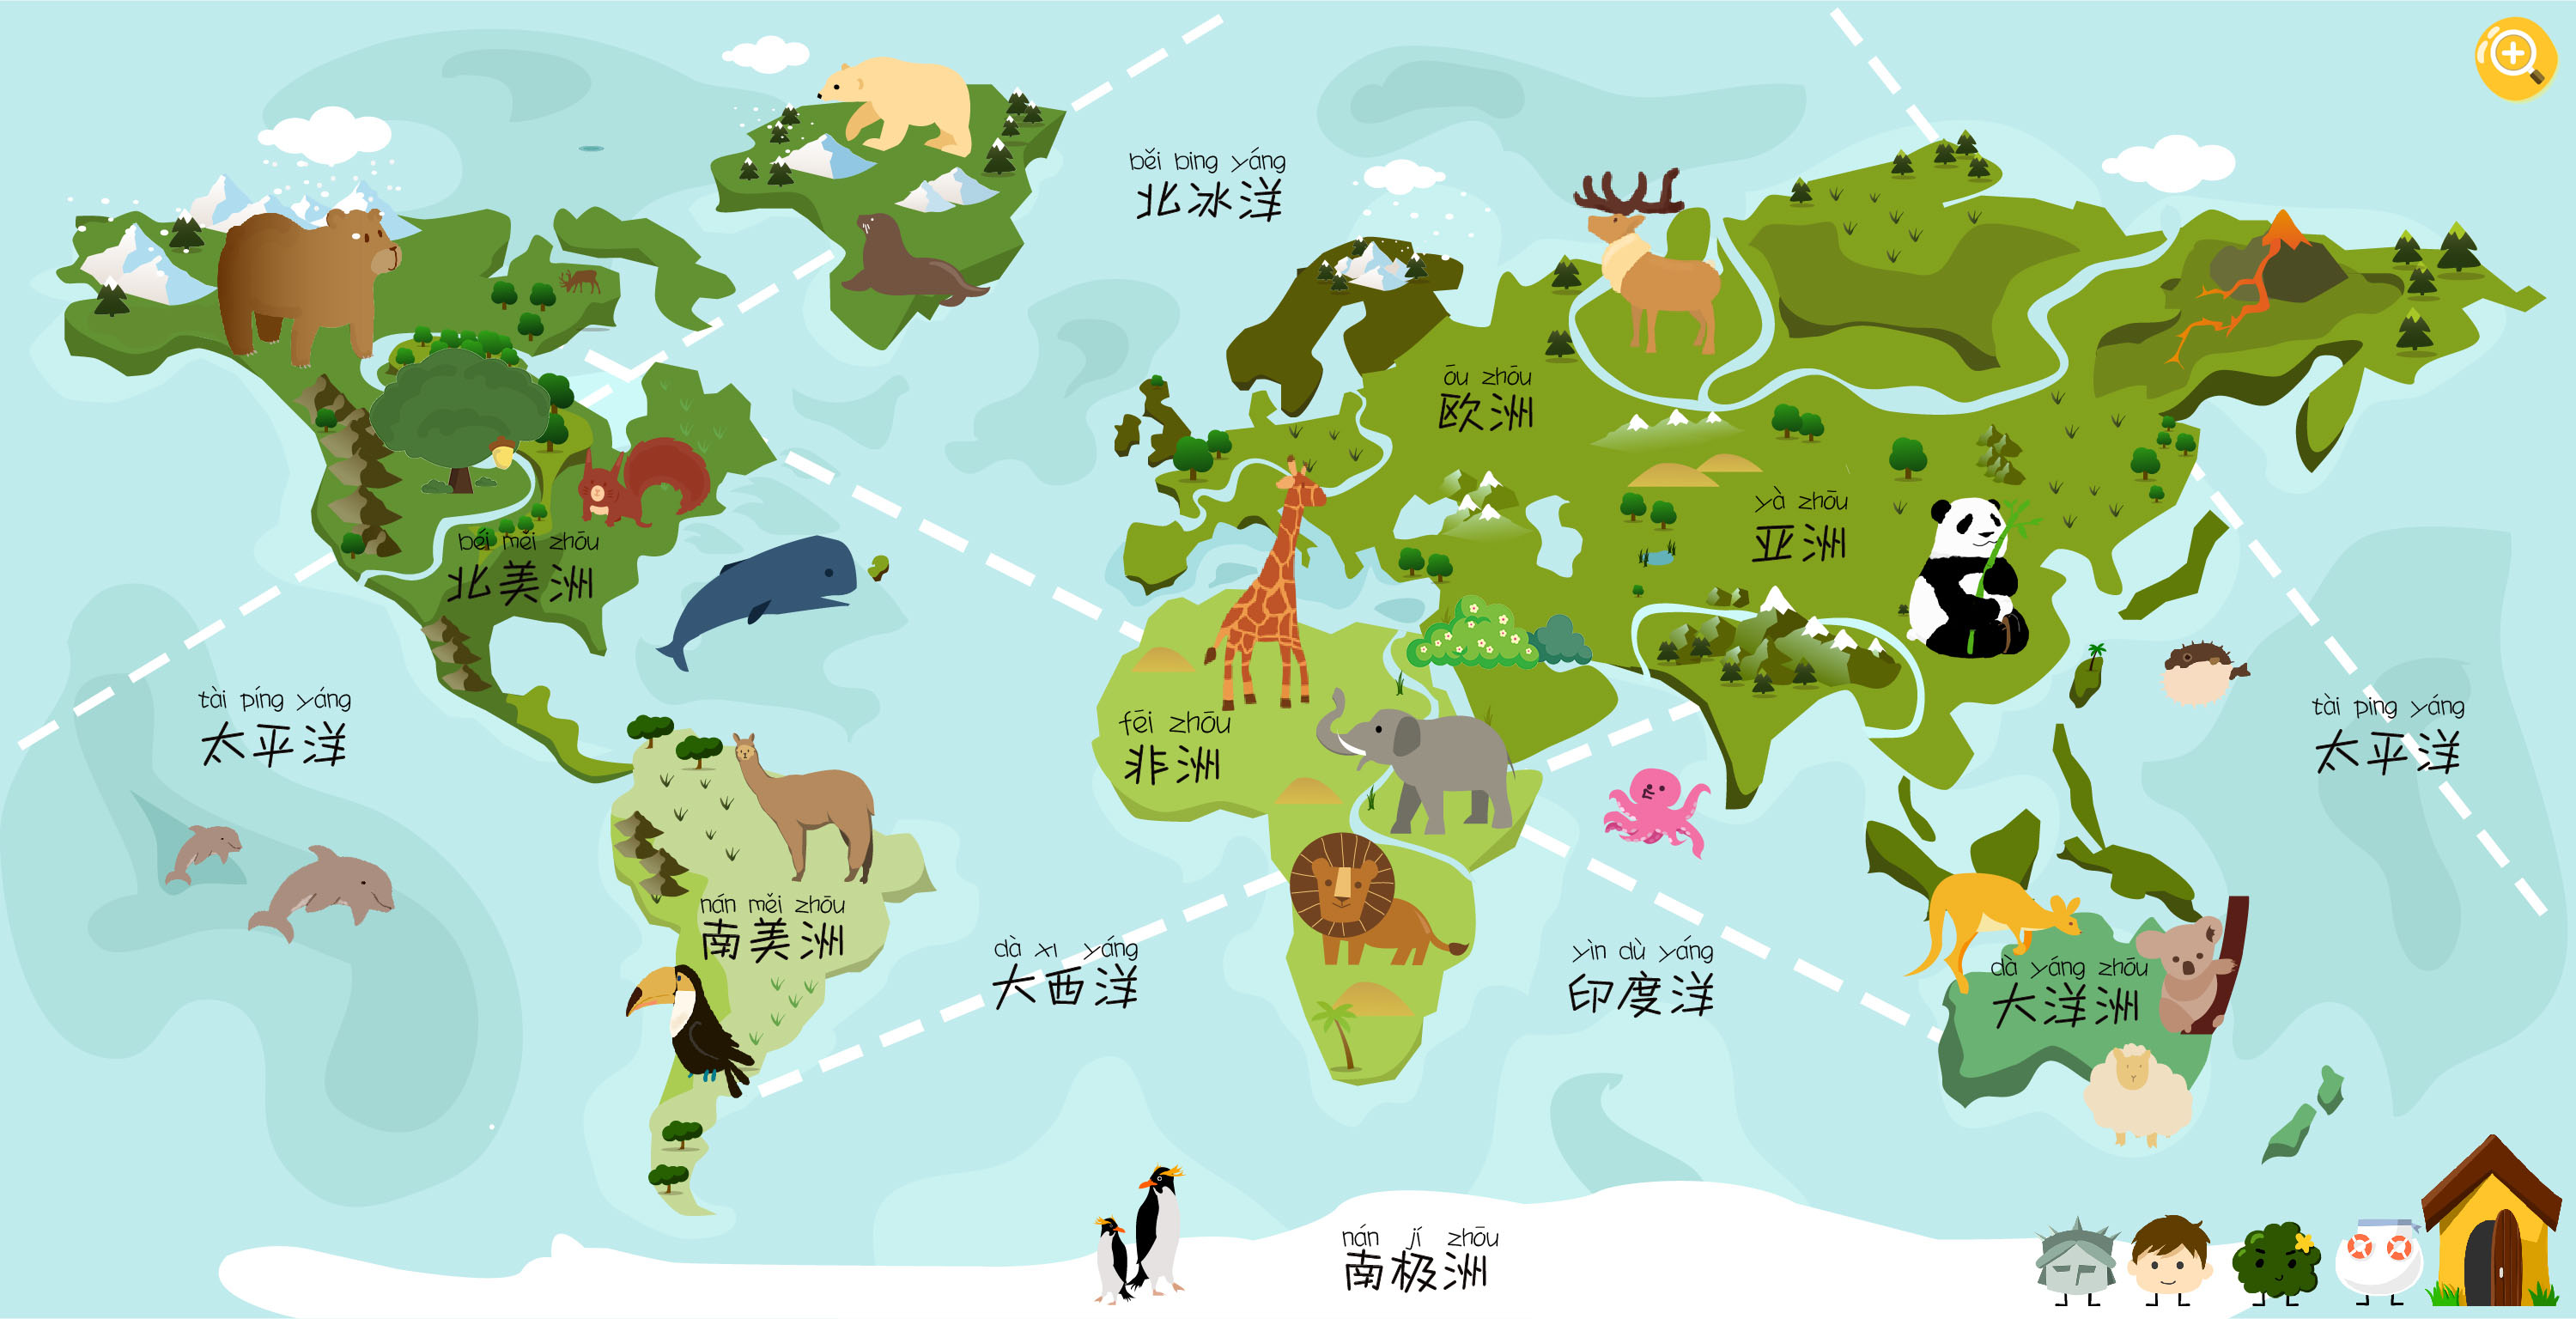 běi bing yáng
北冰洋
ōu zhōu
欧洲
yà zhōu
亚洲
béi měi zhōu
北美洲
tài píng yáng
太平洋
fēi zhōu
非洲
tài ping yáng
太平洋
nán měi zhōu
南美洲
dà xı yáng
大西洋
yìn dù yáng
印度洋
dà yáng zhōu
大洋洲
nán jí zhōu
南极洲